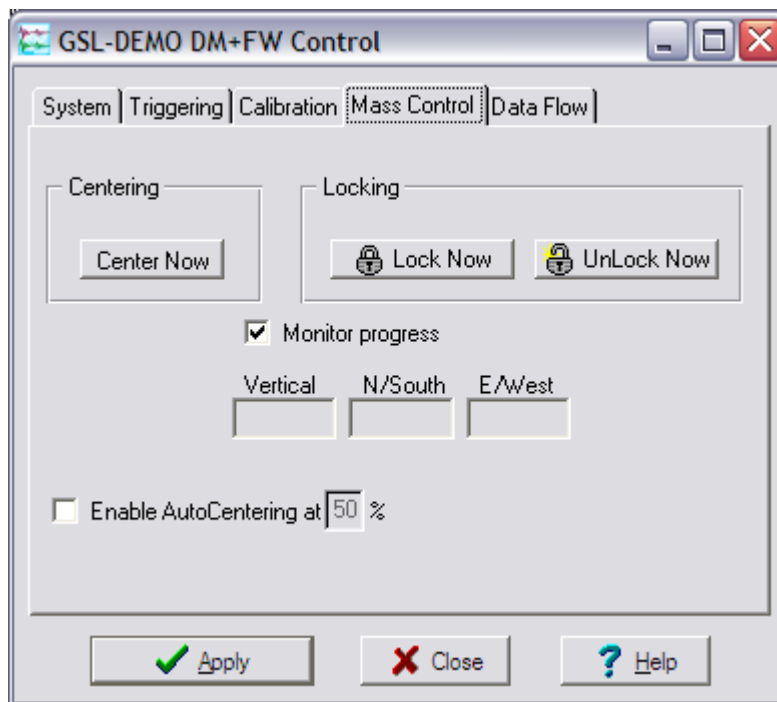 GSL-DEMO DM+FW Control
System Triggering Calibration Mass Control Data Flow
Centering Locking
Center Now Lock Now UnLock Now
Monitor progress
Vertical N/South E/West
Enable AutoCentering at 50 %
Apply Close Help